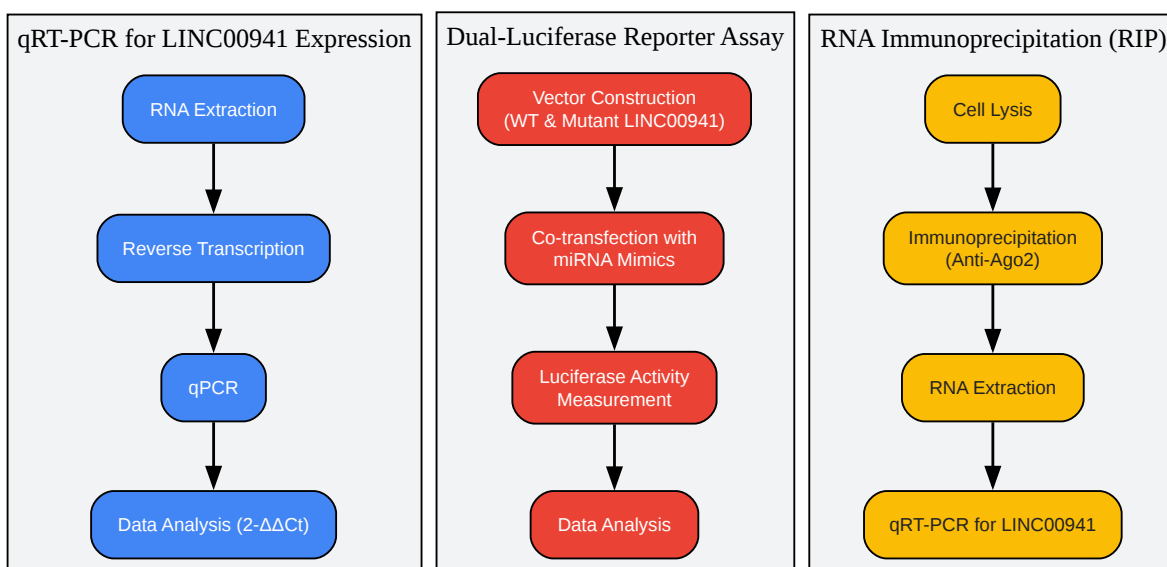 qRT-PCR for LINC00941 Expression
RNA Extraction
Reverse Transcription
qPCR
Data Analysis (2-ΔΔCt)
Dual-Luciferase Reporter Assay
Vector Construction
(WT & Mutant LINC00941)
Co-transfection with
miRNA Mimics
Luciferase Activity
Measurement
Data Analysis
RNA Immunoprecipitation (RIP)
Cell Lysis
Immunoprecipitation
(Anti-Ago2)
RNA Extraction
qRT-PCR for LINC00941